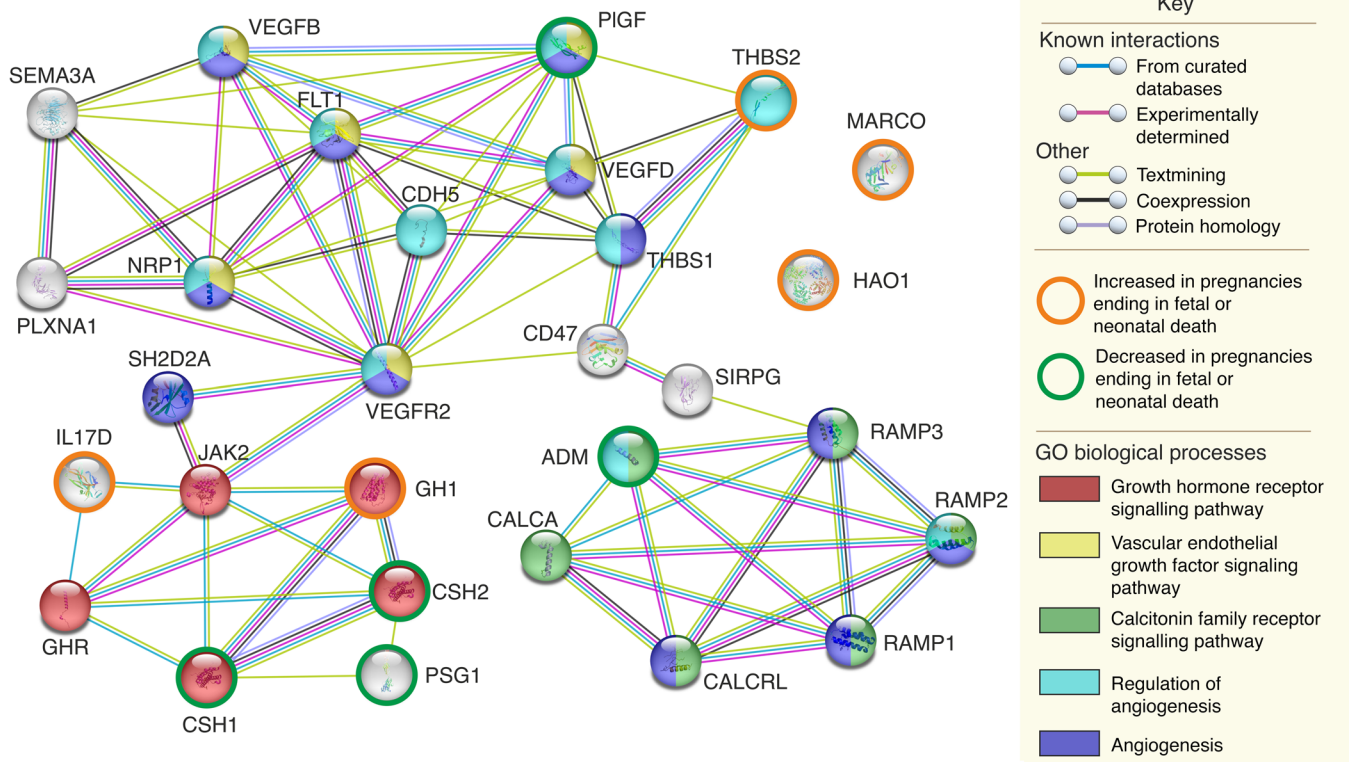 Key
VEGFB
PlGF
SEMA3A
THBS2
FLT1
MARCO
VEGFD
CDH5
NRP1
THBS1
HAO1
PLXNA1
CD47
SH2D2A
SIRPG
VEGFR2
IL17D
JAK2
RAMP3
ADM
GH1
RAMP2
CALCA
CSH2
GHR
RAMP1
PSG1
CALCRL
CSH1
Known interactions
From curated
databases
Experimentally
determined
Other
Textmining
Coexpression
Protein homology
Increased in pregnancies
ending in fetal or
neonatal death
Decreased in pregnancies
ending in fetal or
neonatal death
GO biological processes
Growth hormone receptor
signalling pathway
Vascular endothelial
growth factor signaling
pathway
Calcitonin family receptor
signalling pathway
Regulation of
angiogenesis
Angiogenesis